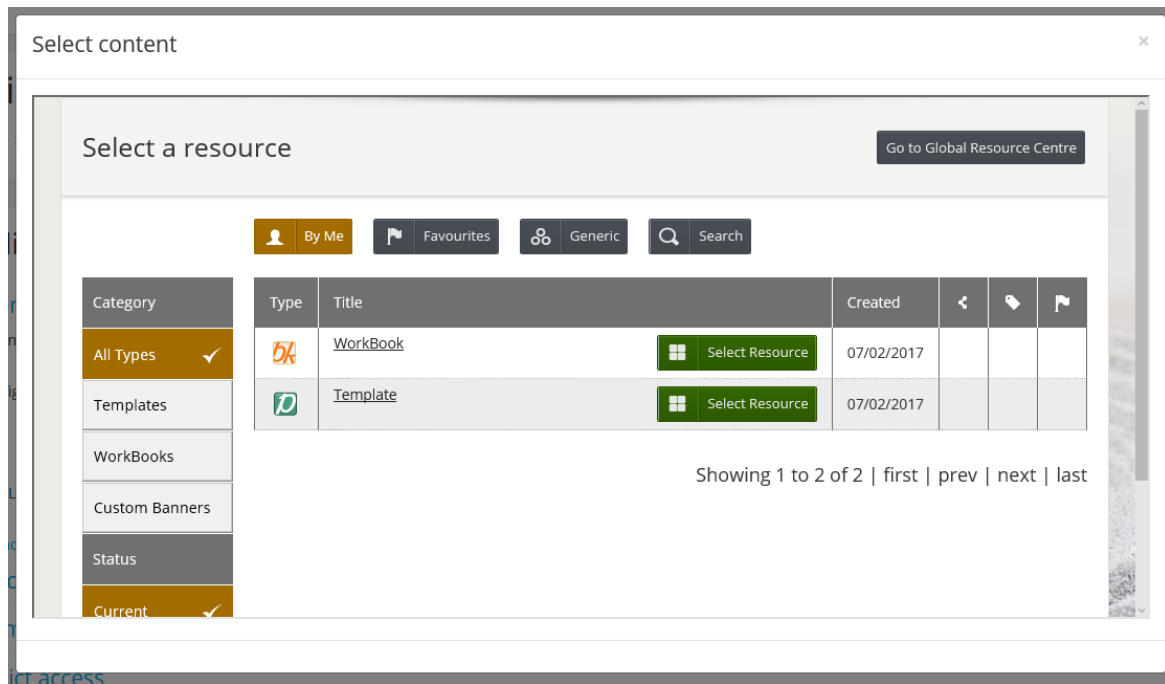 Select content ×
Select a resource
Go to Global Resource Centre
By Me Favourites Generic Search
Category
All Types
Templates
WorkBooks
Custom Banners
Status
Current
Type Title Created
WorkBook Select Resource 07/02/2017
Template Select Resource 07/02/2017
Showing 1 to 2 of 2 | first | prev | next | last
ict access